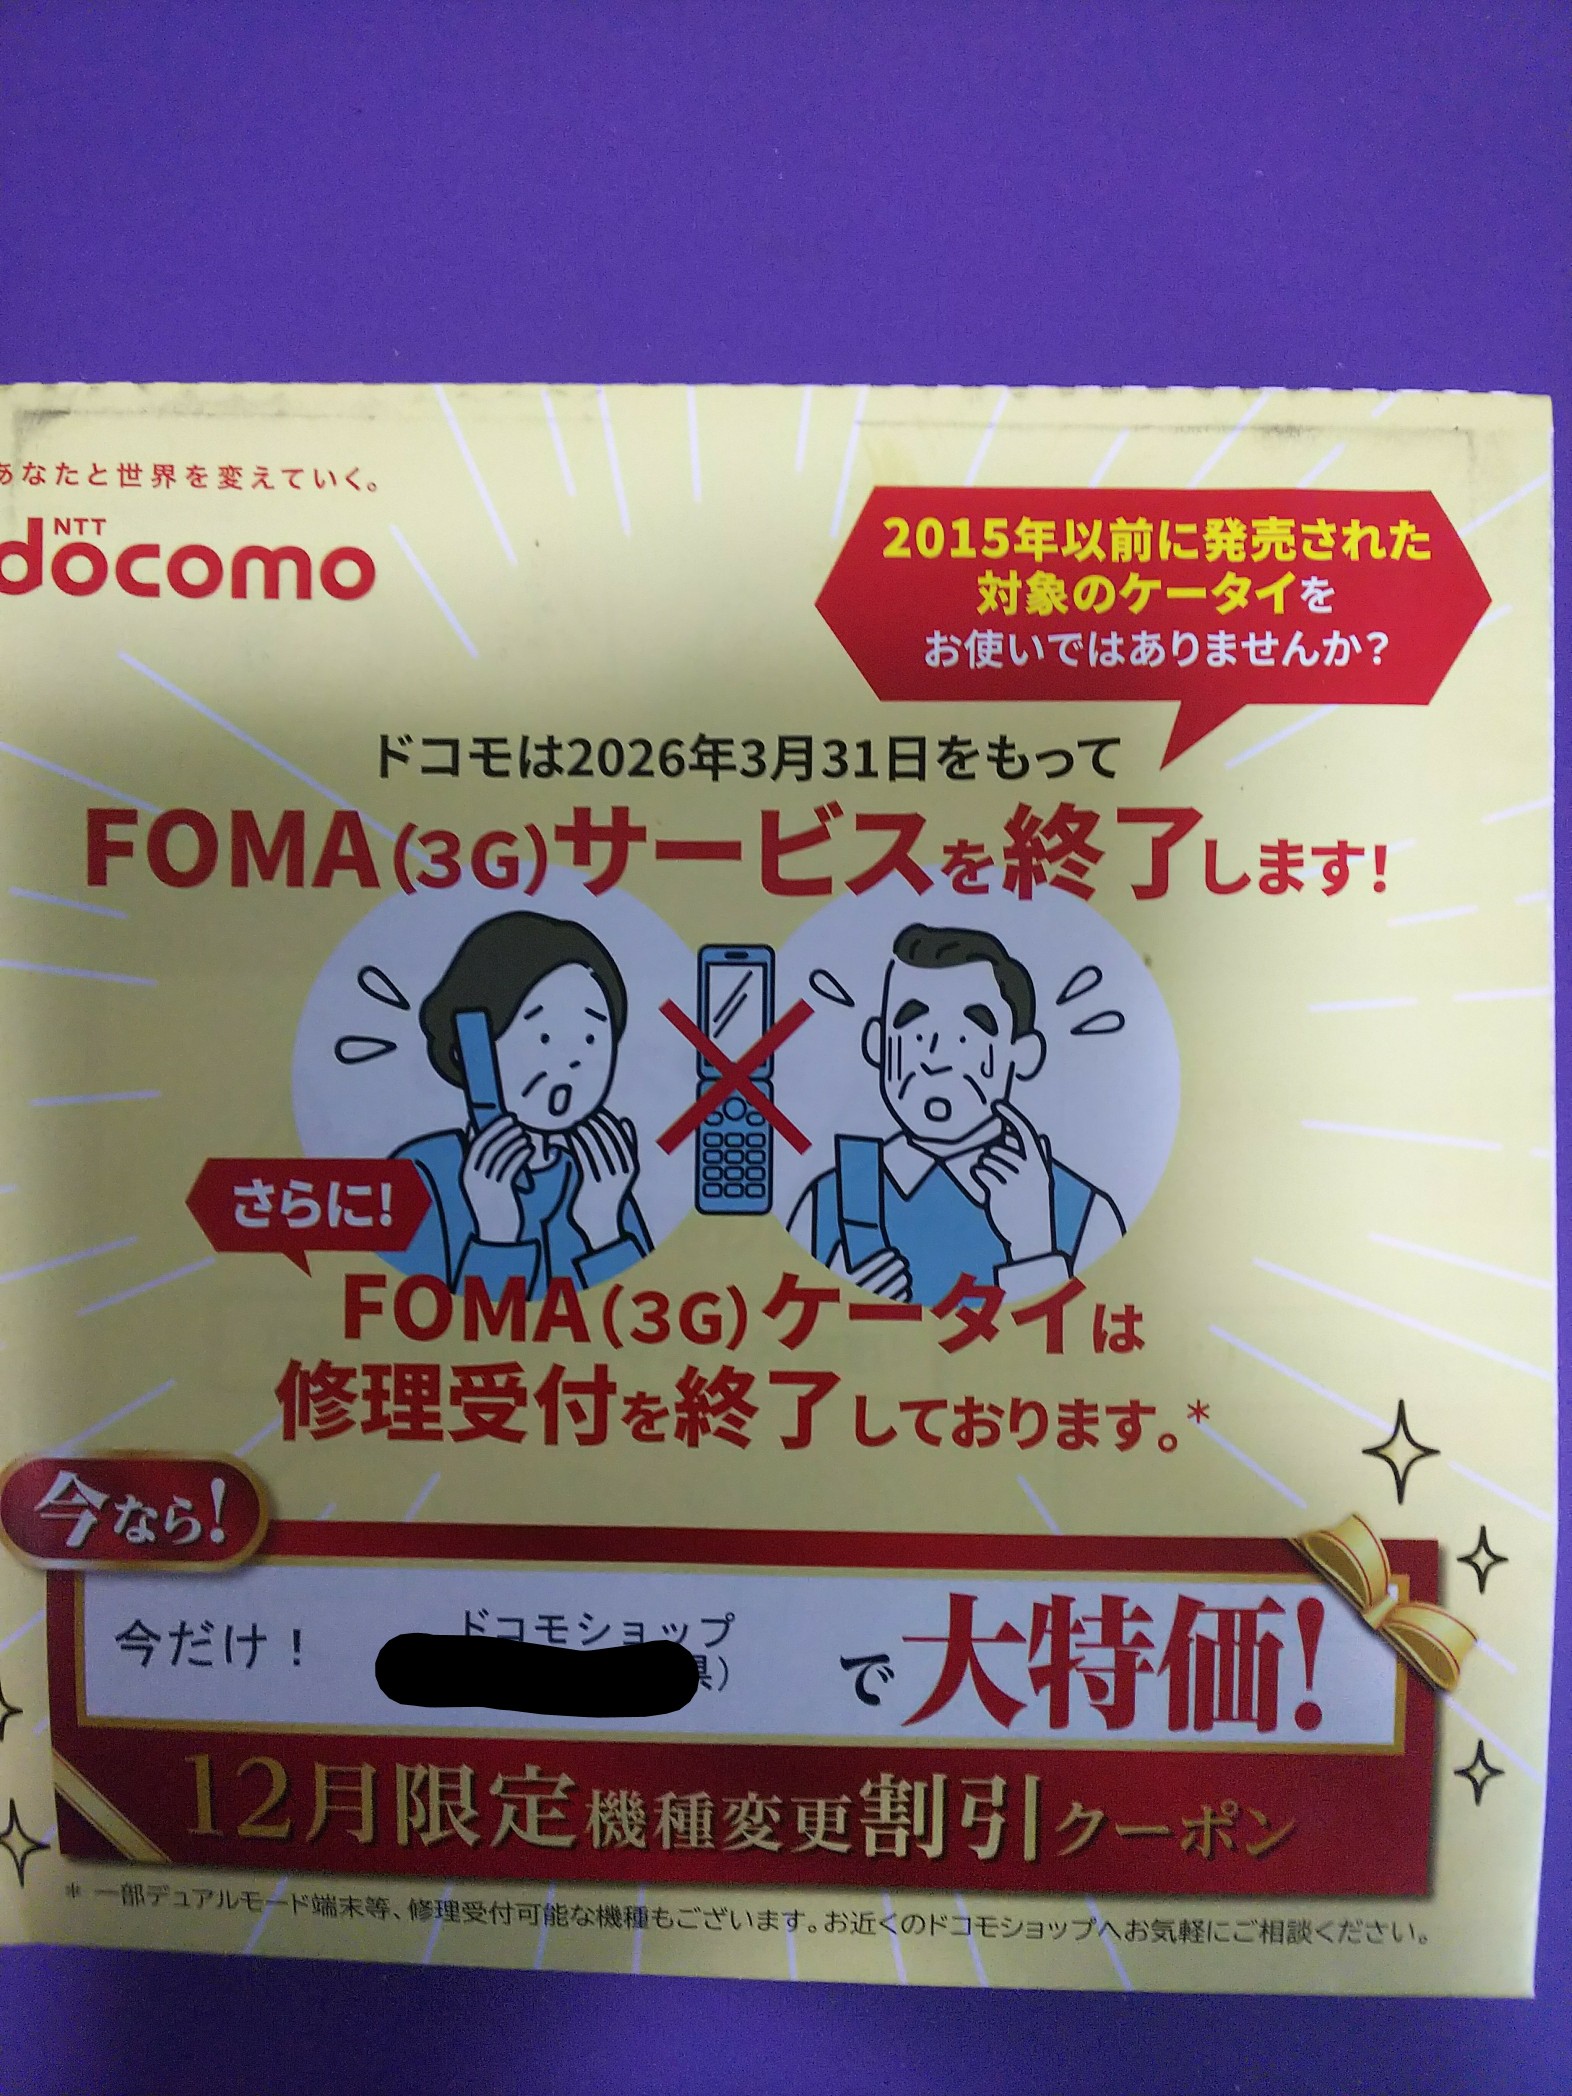 あなたと世界を変えていく。
NTT
docomo
2015年以前に発売された
対象のケータイを
お使いではありませんか？
ドコモは2026年3月31日をもって
FOMA（3G）サービスを終了します！
さらに！
FOMA（3G）ケータイは
修理受付を終了しております。*
今なら！
今だけ！
ドコモショップ
県）
で大特価！
12月限定機種変更割引クーポン
* 一部デュアルモード端末等、修理受付可能な機種もございます。お近くのドコモショップへお気軽にご相談ください。